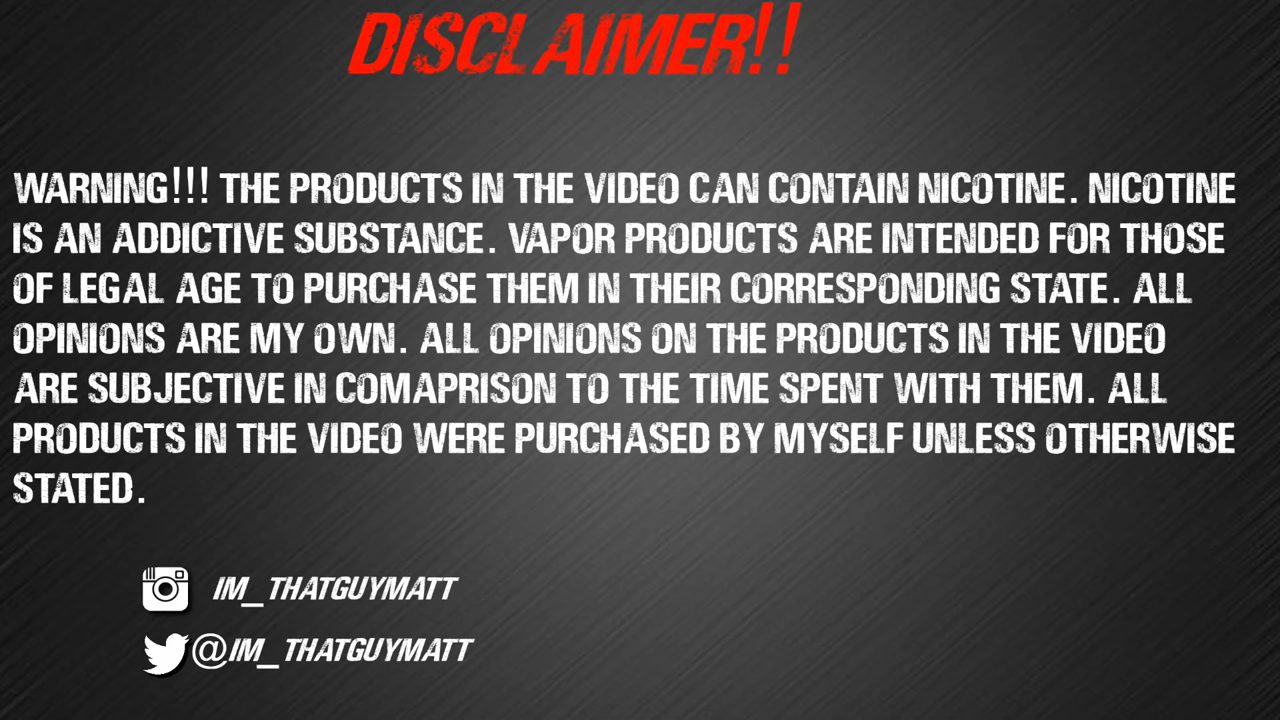 DISCLAIMER!!
WARNING!!! THE PRODUCTS IN THE VIDEO CAN CONTAIN NICOTINE. NICOTINE
IS AN ADDICTIVE SUBSTANCE. VAPOR PRODUCTS ARE INTENDED FOR THOSE
OF LEGAL AGE TO PURCHASE THEM IN THEIR CORRESPONDING STATE. ALL
OPINIONS ARE MY OWN. ALL OPINIONS ON THE PRODUCTS IN THE VIDEO
ARE SUBJECTIVE IN COMAPRISON TO THE TIME SPENT WITH THEM. ALL
PRODUCTS IN THE VIDEO WERE PURCHASED BY MYSELF UNLESS OTHERWISE
STATED.
IM_THATGUYMATT
@IM_THATGUYMATT